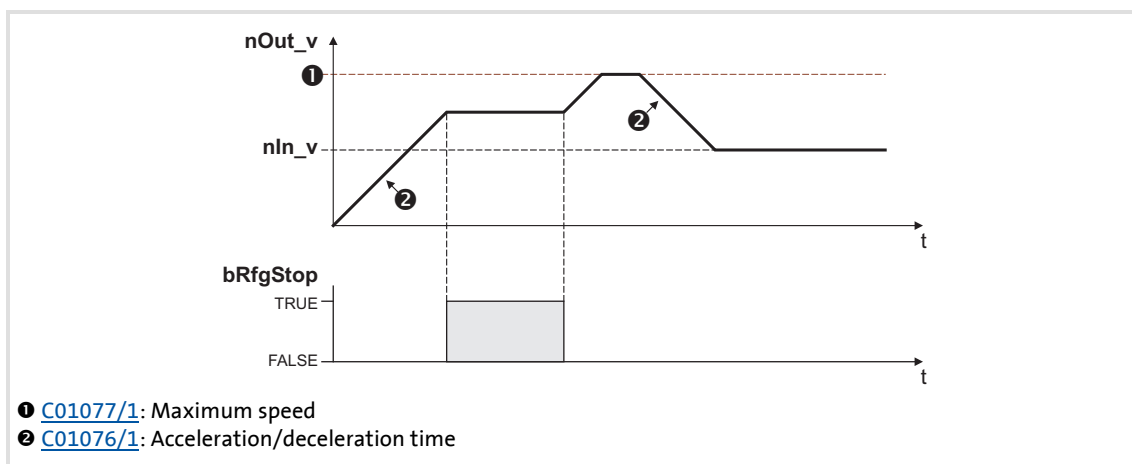 nOut_v
❶
❷
nIn_v
❷
t
bRfgStop
TRUE
FALSE
t
❶ C01077/1: Maximum speed
❷ C01076/1: Acceleration/deceleration time